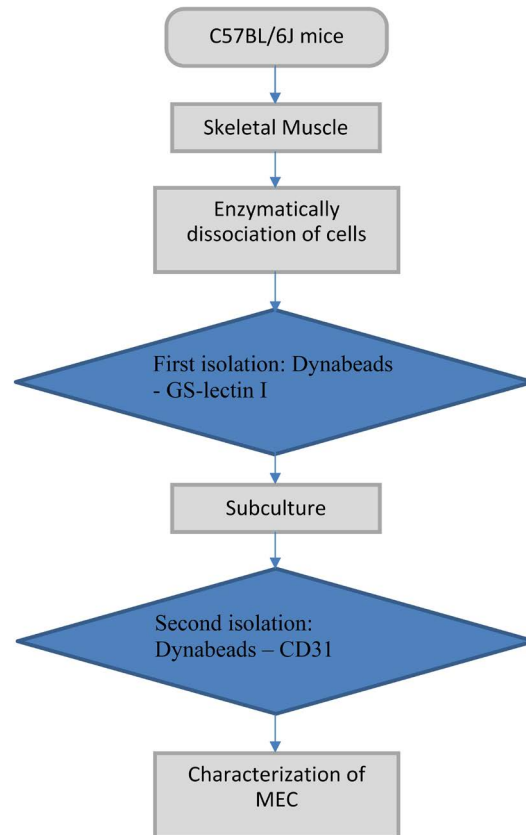 C57BL/6J mice
Skeletal Muscle
Enzymatically
dissociation of cells
First isolation: Dynabeads
- GS-lectin I
Subculture
Second isolation:
Dynabeads – CD31
Characterization of
MEC